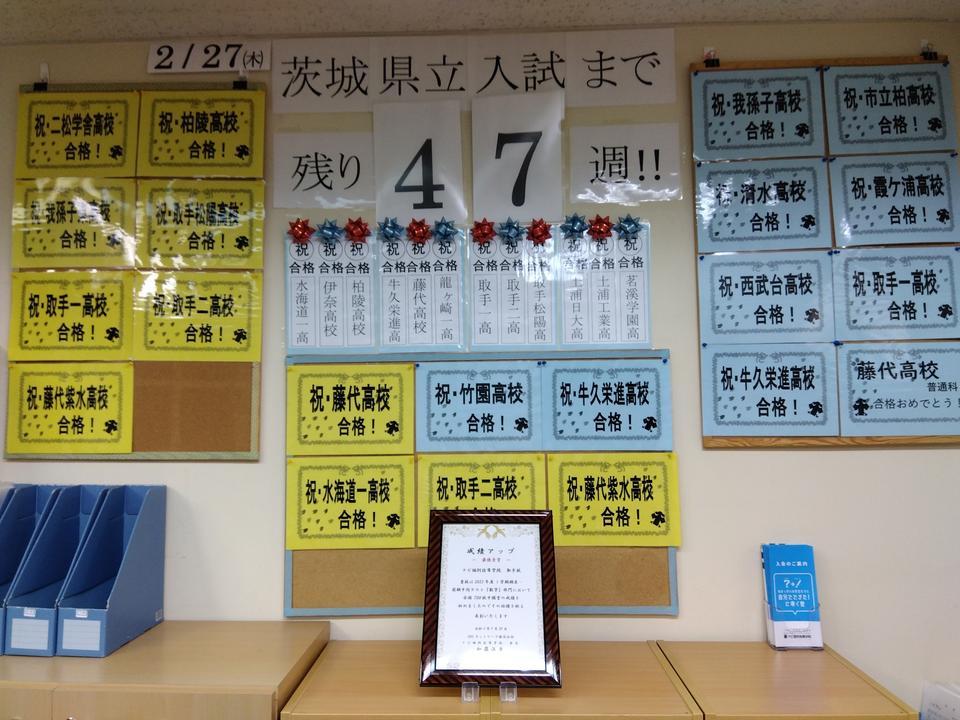 2/27(木)
茨城県立入試まで
残り 47 週!!
祝・二松学舎高校
合格！
祝・柏陵高校
合格！
合格！
祝・取手松陽高校
合格！
祝・取手一高校
合格！
祝・取手二高校
合格！
祝・藤代紫水高校
合格！
祝 合格 水海道一高
祝 合格 伊奈高校
祝 合格 柏陵高校
祝 合格 牛久栄進高
祝 合格 藤代高校
祝 合格 龍ヶ崎一高
祝 合格 取手一高
祝 合格 取手二高
祝 合格 取手松陽高
祝 合格 土浦日大高
祝 合格 土浦工業高
祝 合格 茗溪学園高
祝・藤代高校
合格！
祝・竹園高校
合格！
祝・牛久栄進高校
合格！
祝・水海道一高校
合格！
祝・取手二高校
祝・藤代紫水高校
合格！
祝・我孫子高校
合格！
祝・市立柏高校
合格！
祝・清水高校
合格！
祝・霞ケ浦高校
合格！
祝・西武台高校
合格！
祝・取手一高校
合格！
祝・牛久栄進高校
合格！
藤代高校
普通科
合格おめでとう！
成績アップ
表彰いたします
入会のご案内